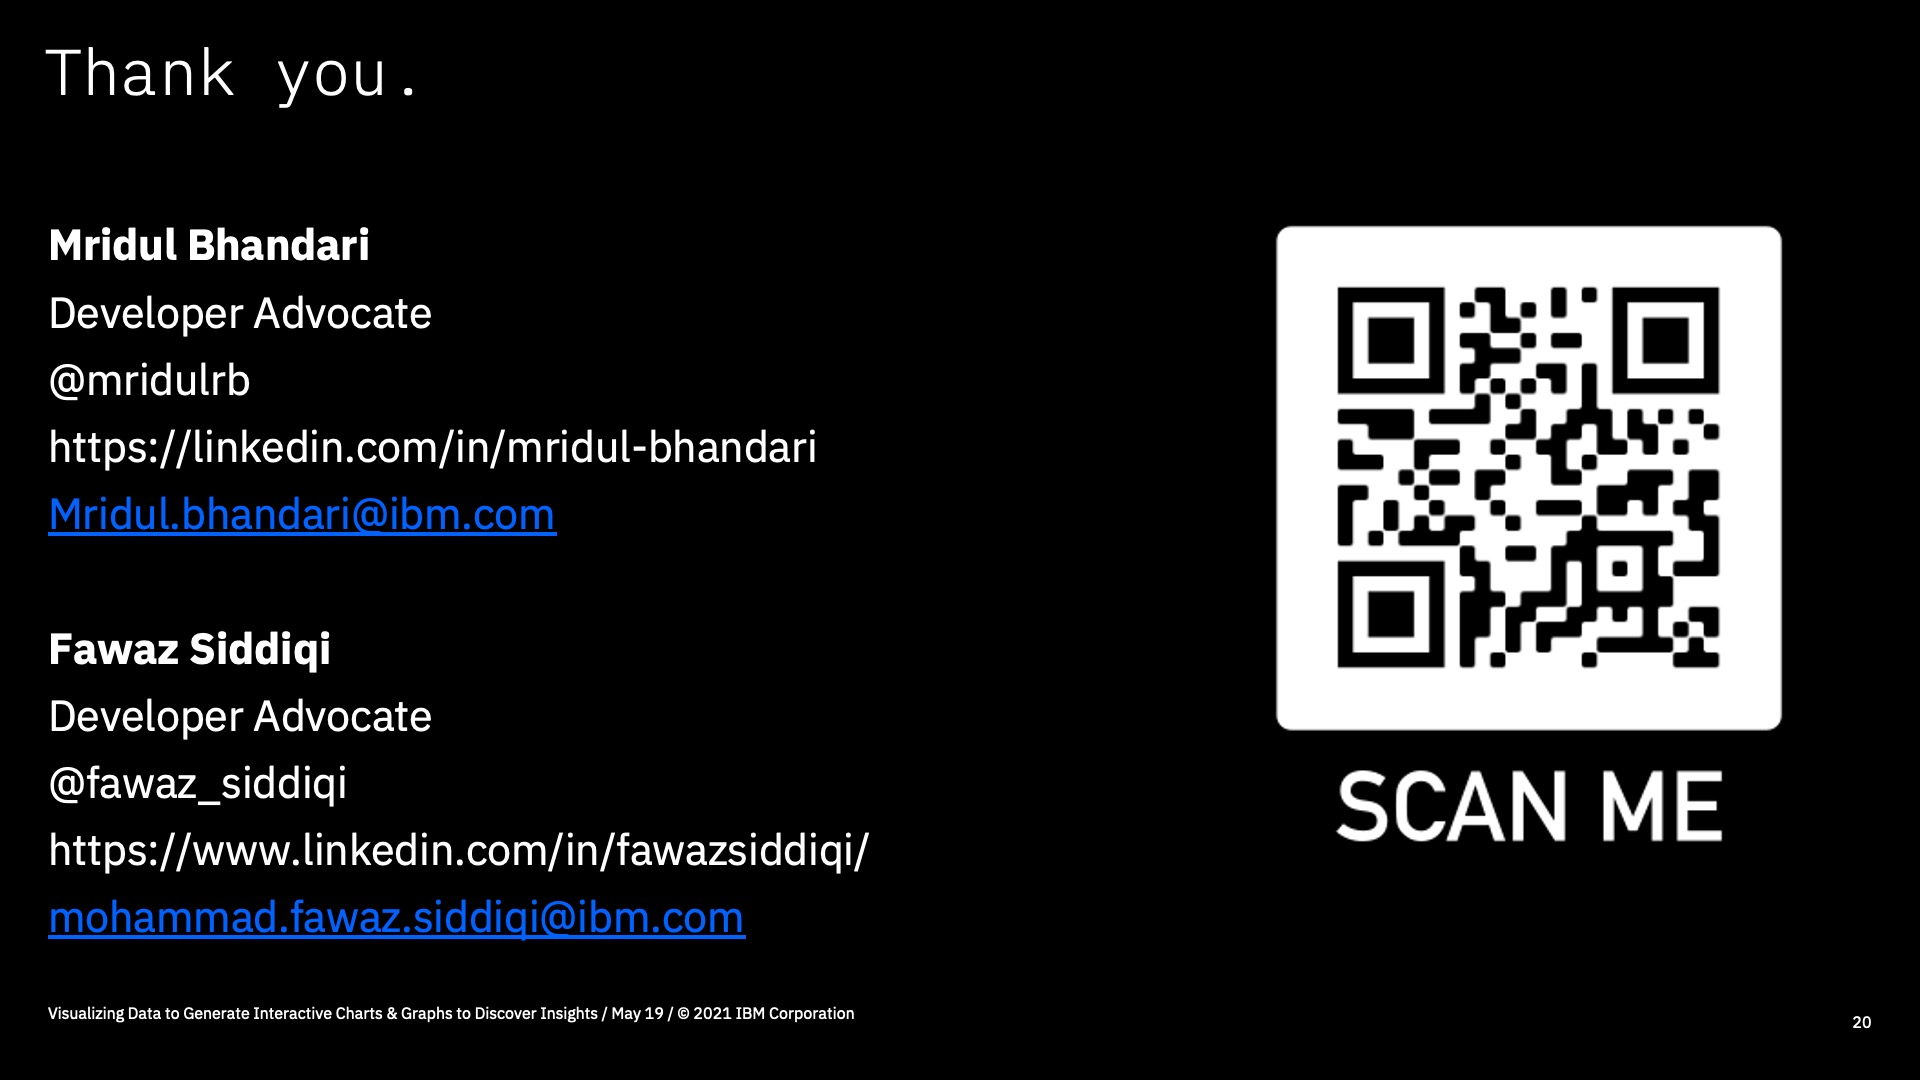 Thank you.
Mridul Bhandari
Developer Advocate
@mridulrb
https://linkedin.com/in/mridul-bhandari
Mridul.bhandari@ibm.com
Fawaz Siddiqi
Developer Advocate
@fawaz_siddiqi
https://www.linkedin.com/in/fawazsiddiqi/
mohammad.fawaz.siddiqi@ibm.com
SCAN ME
Visualizing Data to Generate Interactive Charts & Graphs to Discover Insights / May 19 / © 2021 IBM Corporation
20